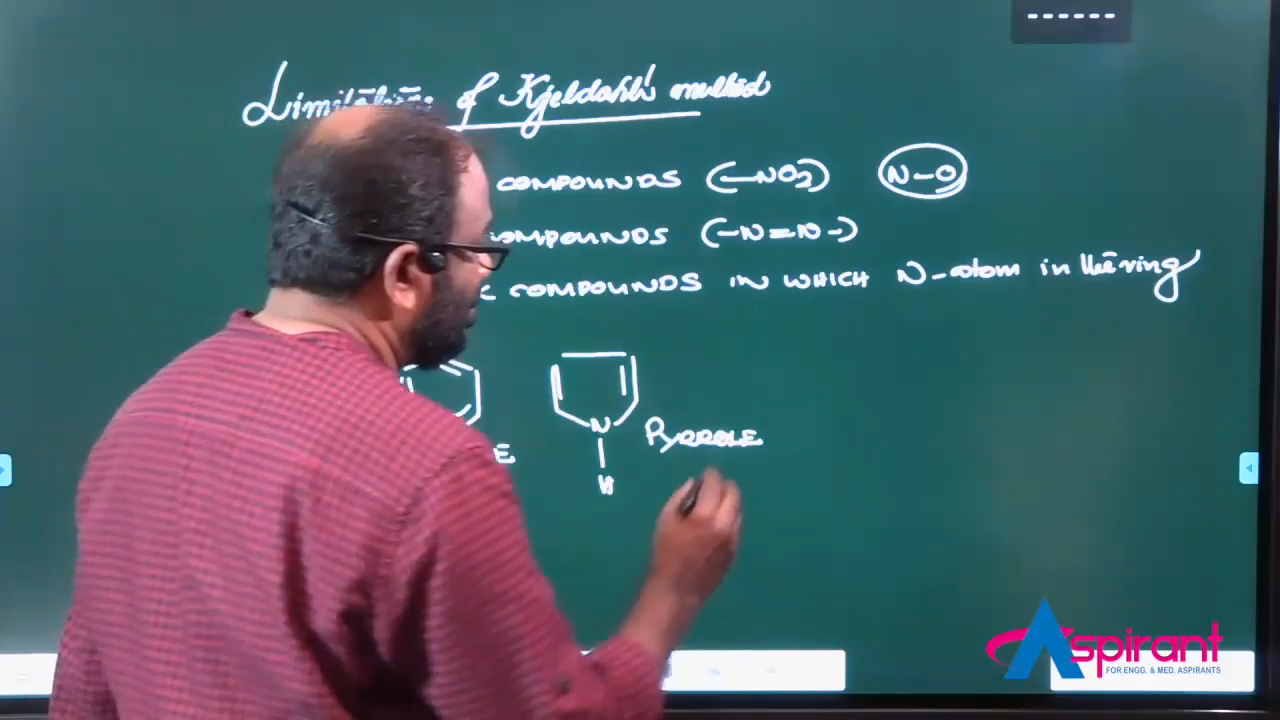 Limitations of Kjeldahl's method
COMPOUNDS (-NO2) N-O
COMPOUNDS (-N=N-)
C COMPOUNDS IN WHICH N-atom in the ring
N
H
PYRROLE
E
Aspirant
FOR ENGG. & MED. ASPIRANTS